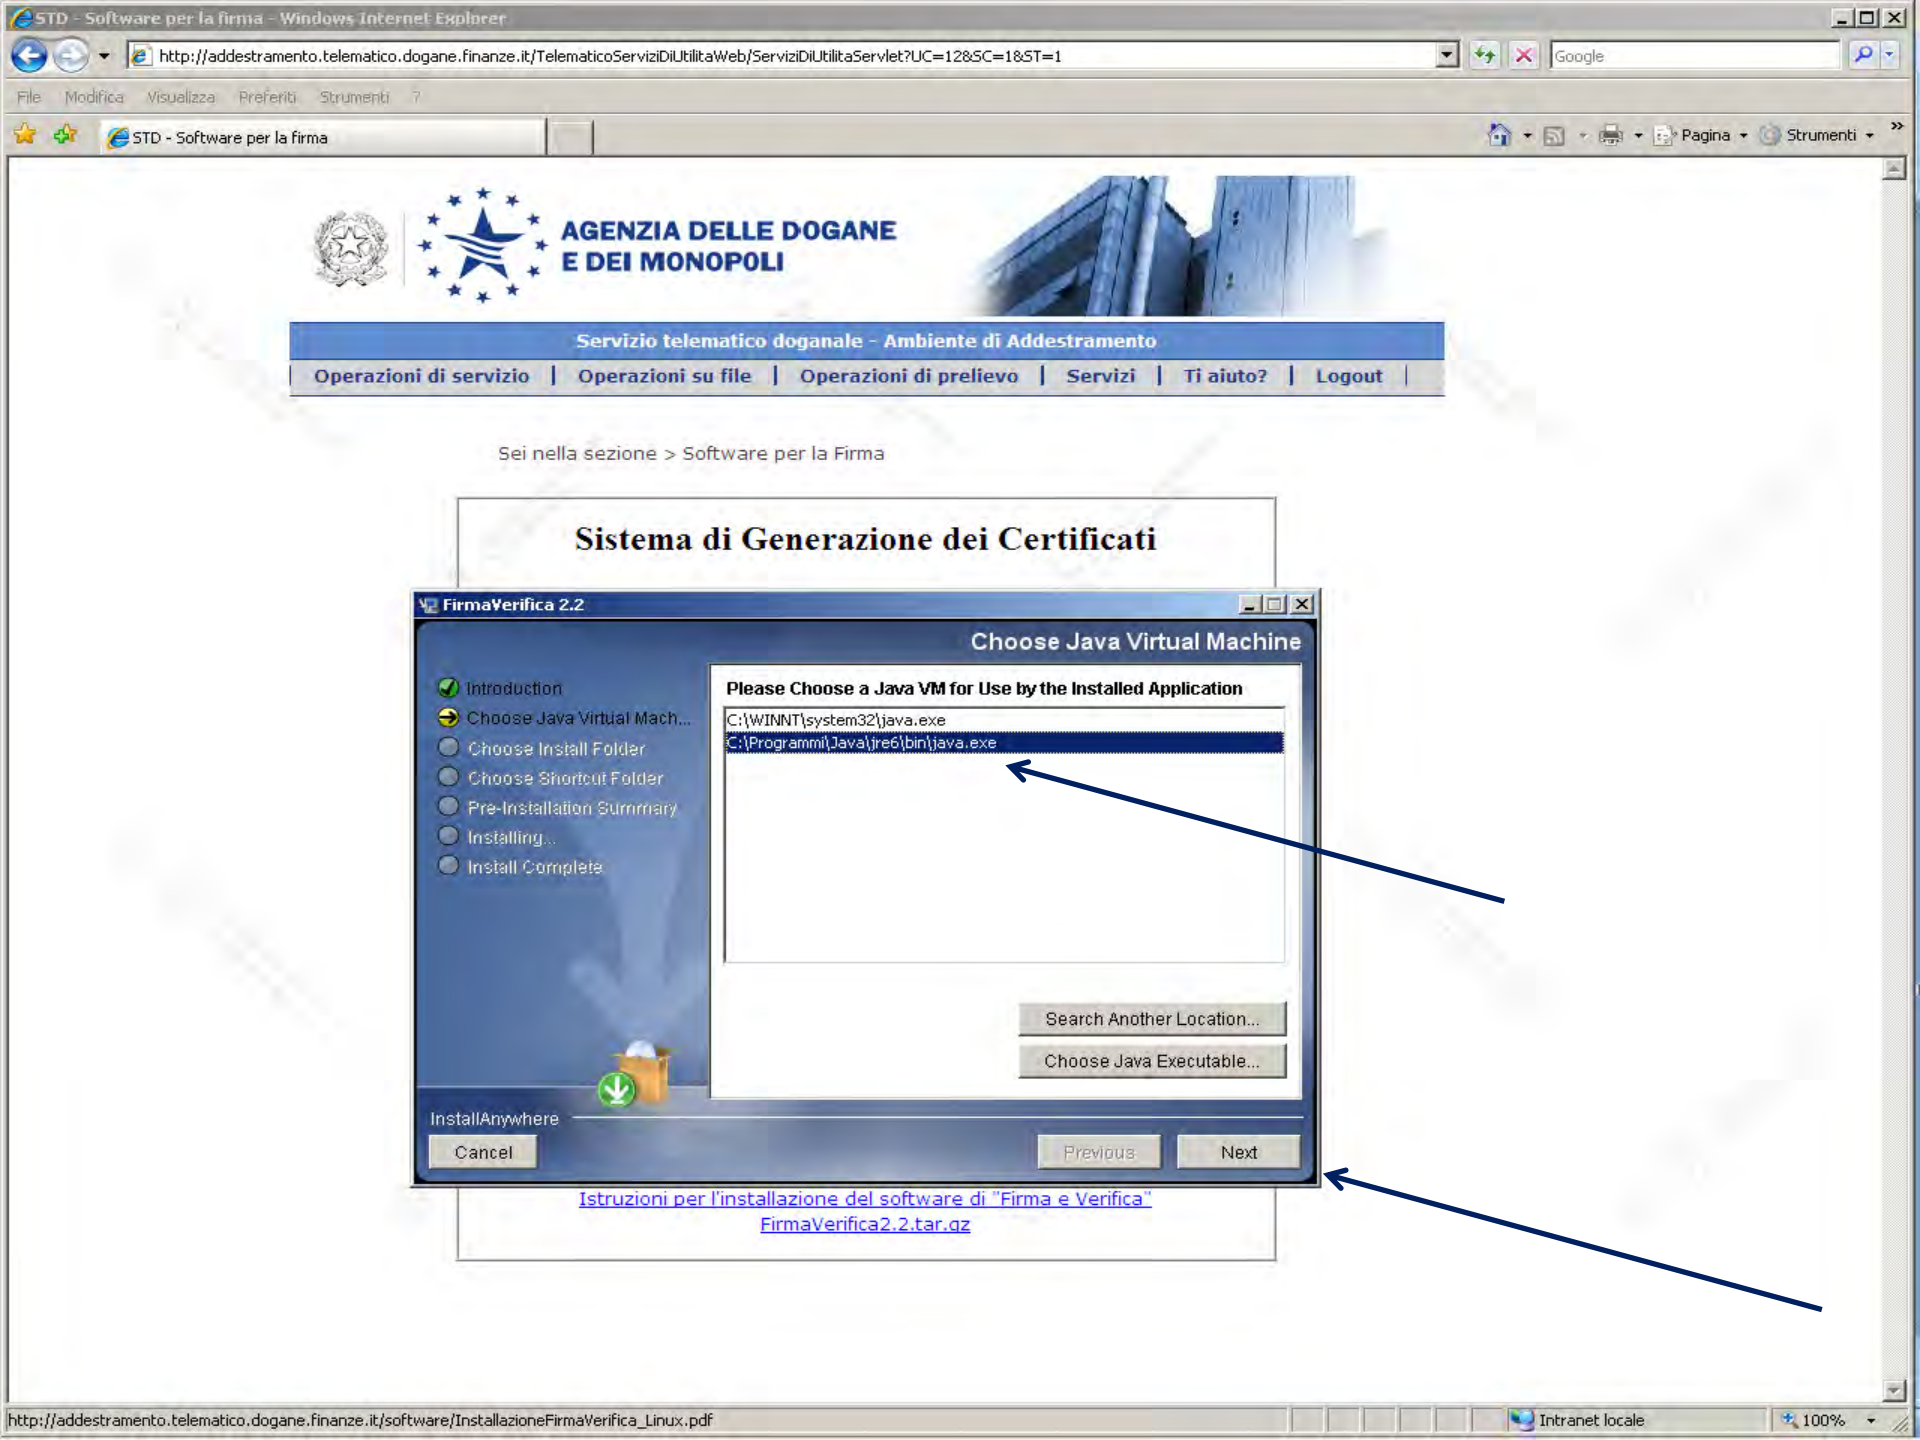 STD - Software per la firma - Windows Internet Explorer
http://addestramento.telematico.dogane.finanze.it/TelematicoServiziDiUtilitaWeb/ServiziDiUtilitaServlet?UC=12&SC=1&ST=1
Google
File Modifica Visualizza Preferiti Strumenti ?
STD - Software per la firma
Pagina Strumenti »
AGENZIA DELLE DOGANE
E DEI MONOPOLI
Servizio telematico doganale - Ambiente di Addestramento
Operazioni di servizio | Operazioni su file | Operazioni di prelievo | Servizi | Ti aiuto? | Logout |
Sei nella sezione > Software per la Firma
Sistema di Generazione dei Certificati
FirmaVerifica 2.2
Choose Java Virtual Machine
Introduction
Choose Java Virtual Mach...
Choose Install Folder
Choose Shortcut Folder
Pre-Installation Summary
Installing...
Install Complete
Please Choose a Java VM for Use by the Installed Application
C:\WINNT\system32\java.exe
C:\Programmi\Java\jre6\bin\java.exe
Search Another Location...
Choose Java Executable...
InstallAnywhere
Cancel
Previous
Next
Istruzioni per l'installazione del software di "Firma e Verifica"
FirmaVerifica2.2.tar.gz
http://addestramento.telematico.dogane.finanze.it/software/InstallazioneFirmaVerifica_Linux.pdf
Intranet locale
100%